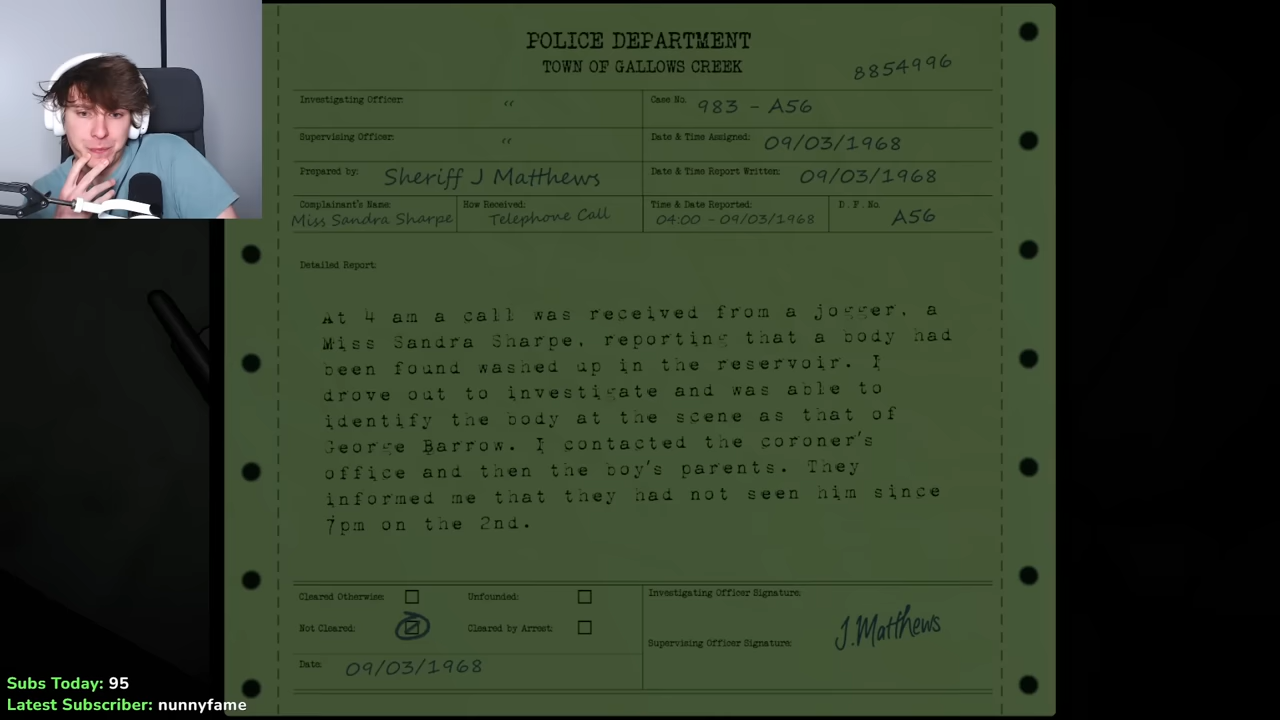 POLICE DEPARTMENT
TOWN OF GALLOWS CREEK
8854996
Investigating Officer: "
Case No. 983 - A56
Supervising Officer: "
Date & Time Assigned: 09/03/1968
Prepared by: Sheriff J Matthews
Date & Time Report Written: 09/03/1968
Complainant's Name: Miss Sandra Sharpe
How Received: Telephone Call
Time & Date Reported: 04:00 - 09/03/1968
D. F. No. A56
Detailed Report:
At 4 am a call was received from a jogger, a
Miss Sandra Sharpe, reporting that a body had
been found washed up in the reservoir. I
drove out to investigate and was able to
identify the body at the scene as that of
George Barrow. I contacted the coroner's
office and then the boy's parents. They
informed me that they had not seen him since
7pm on the 2nd.
Cleared Otherwise:
Unfounded:
Not Cleared:
Cleared by Arrest:
Date: 09/03/1968
Investigating Officer Signature:
Supervising Officer Signature:
J.Matthews
Subs Today: 95
Latest Subscriber: nunnyfame